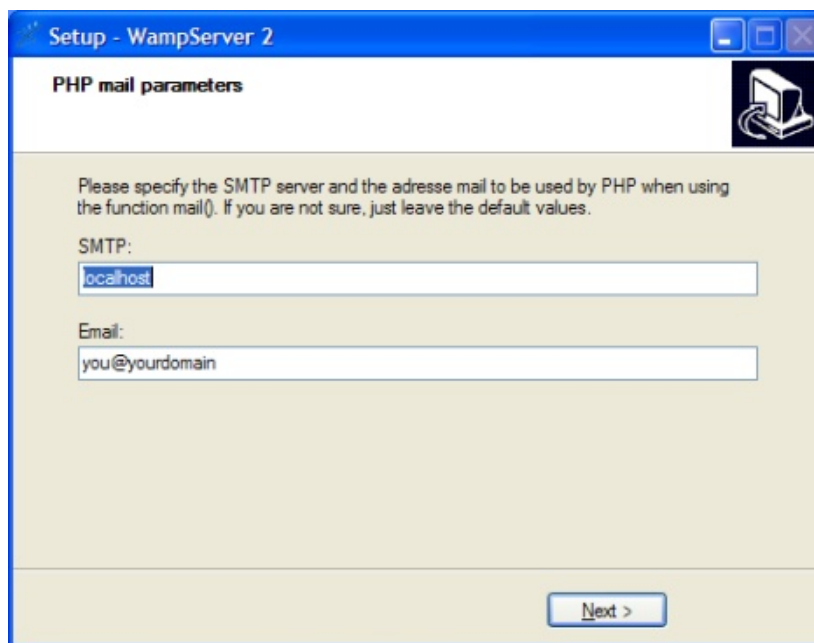 Setup - WampServer 2
PHP mail parameters
Please specify the SMTP server and the adresse mail to be used by PHP when using
the function mail(). If you are not sure, just leave the default values.
SMTP:
localhost
Email:
you@yourdomain
Next >